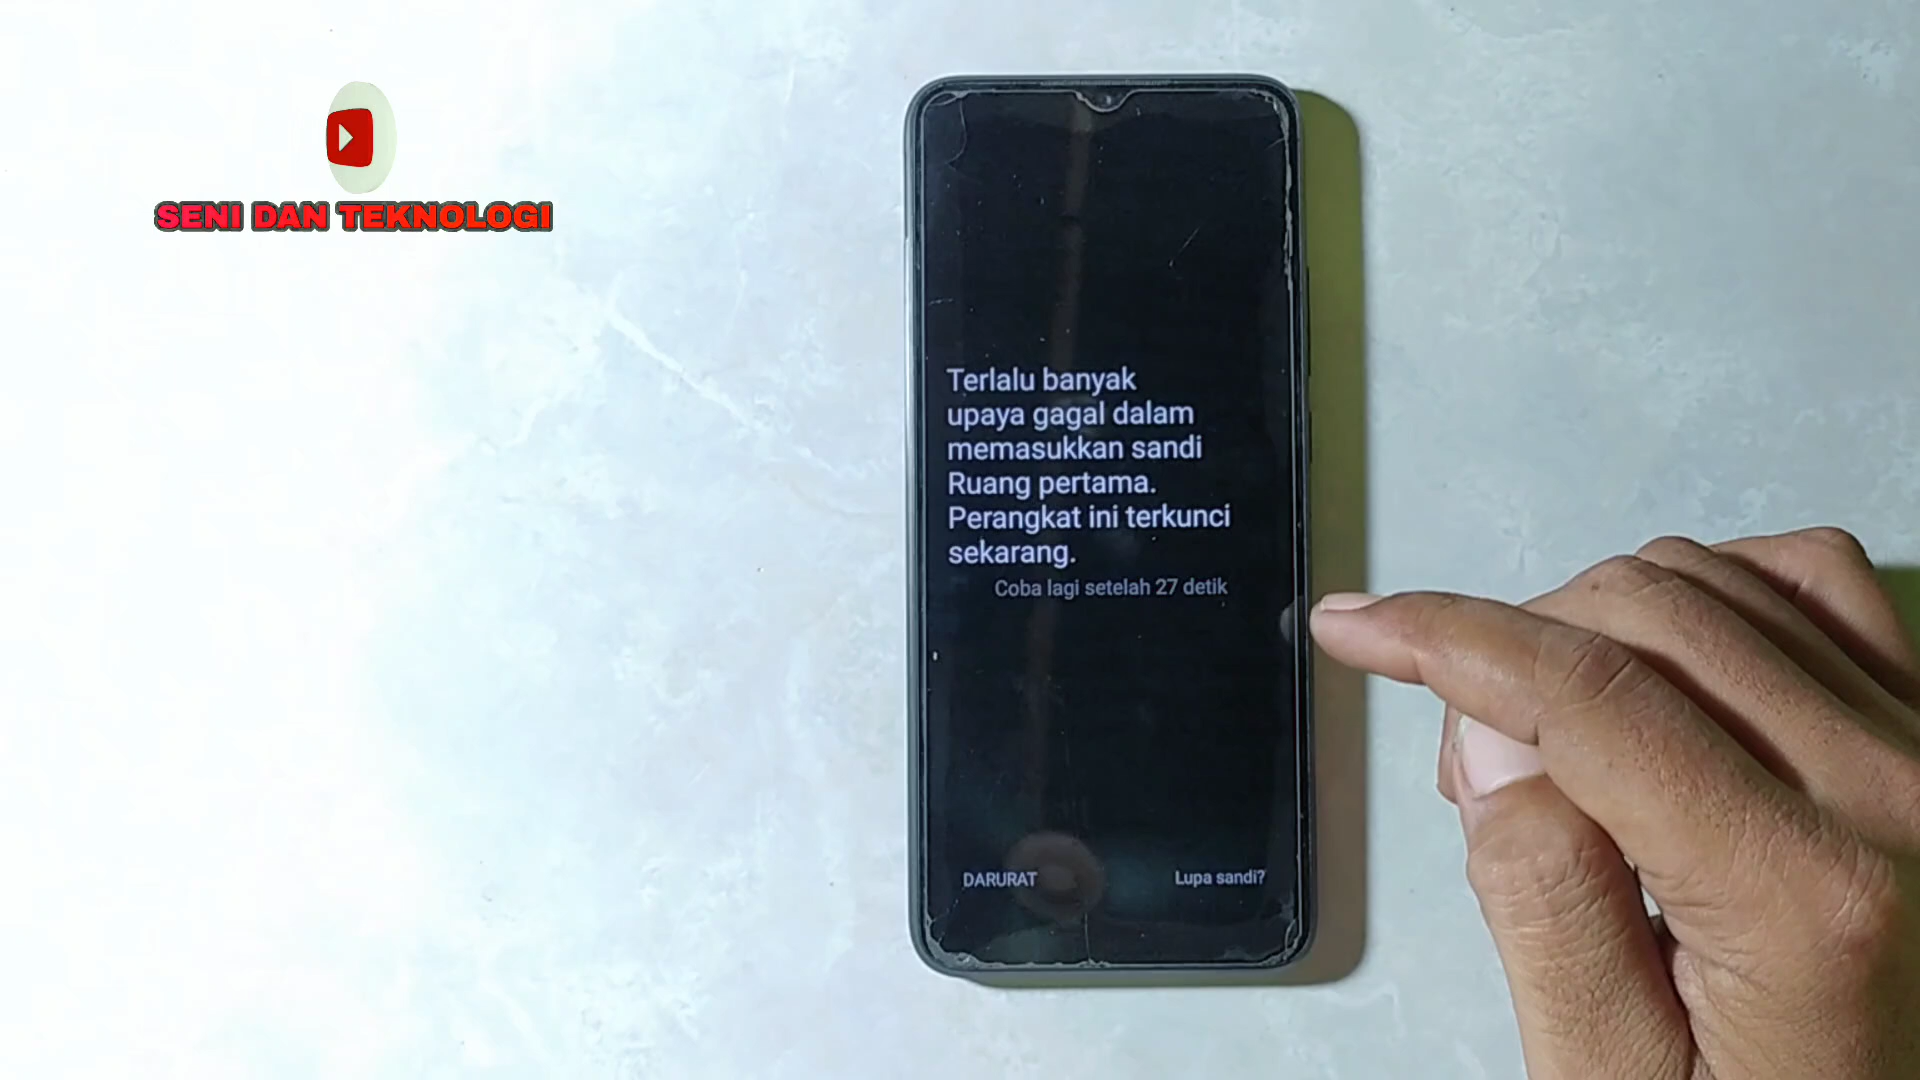 SENI DAN TEKNOLOGI
Terlalu banyak
upaya gagal dalam
memasukkan sandi
Ruang pertama.
Perangkat ini terkunci
sekarang.
Coba lagi setelah 27 detik
DARURAT
Lupa sandi?